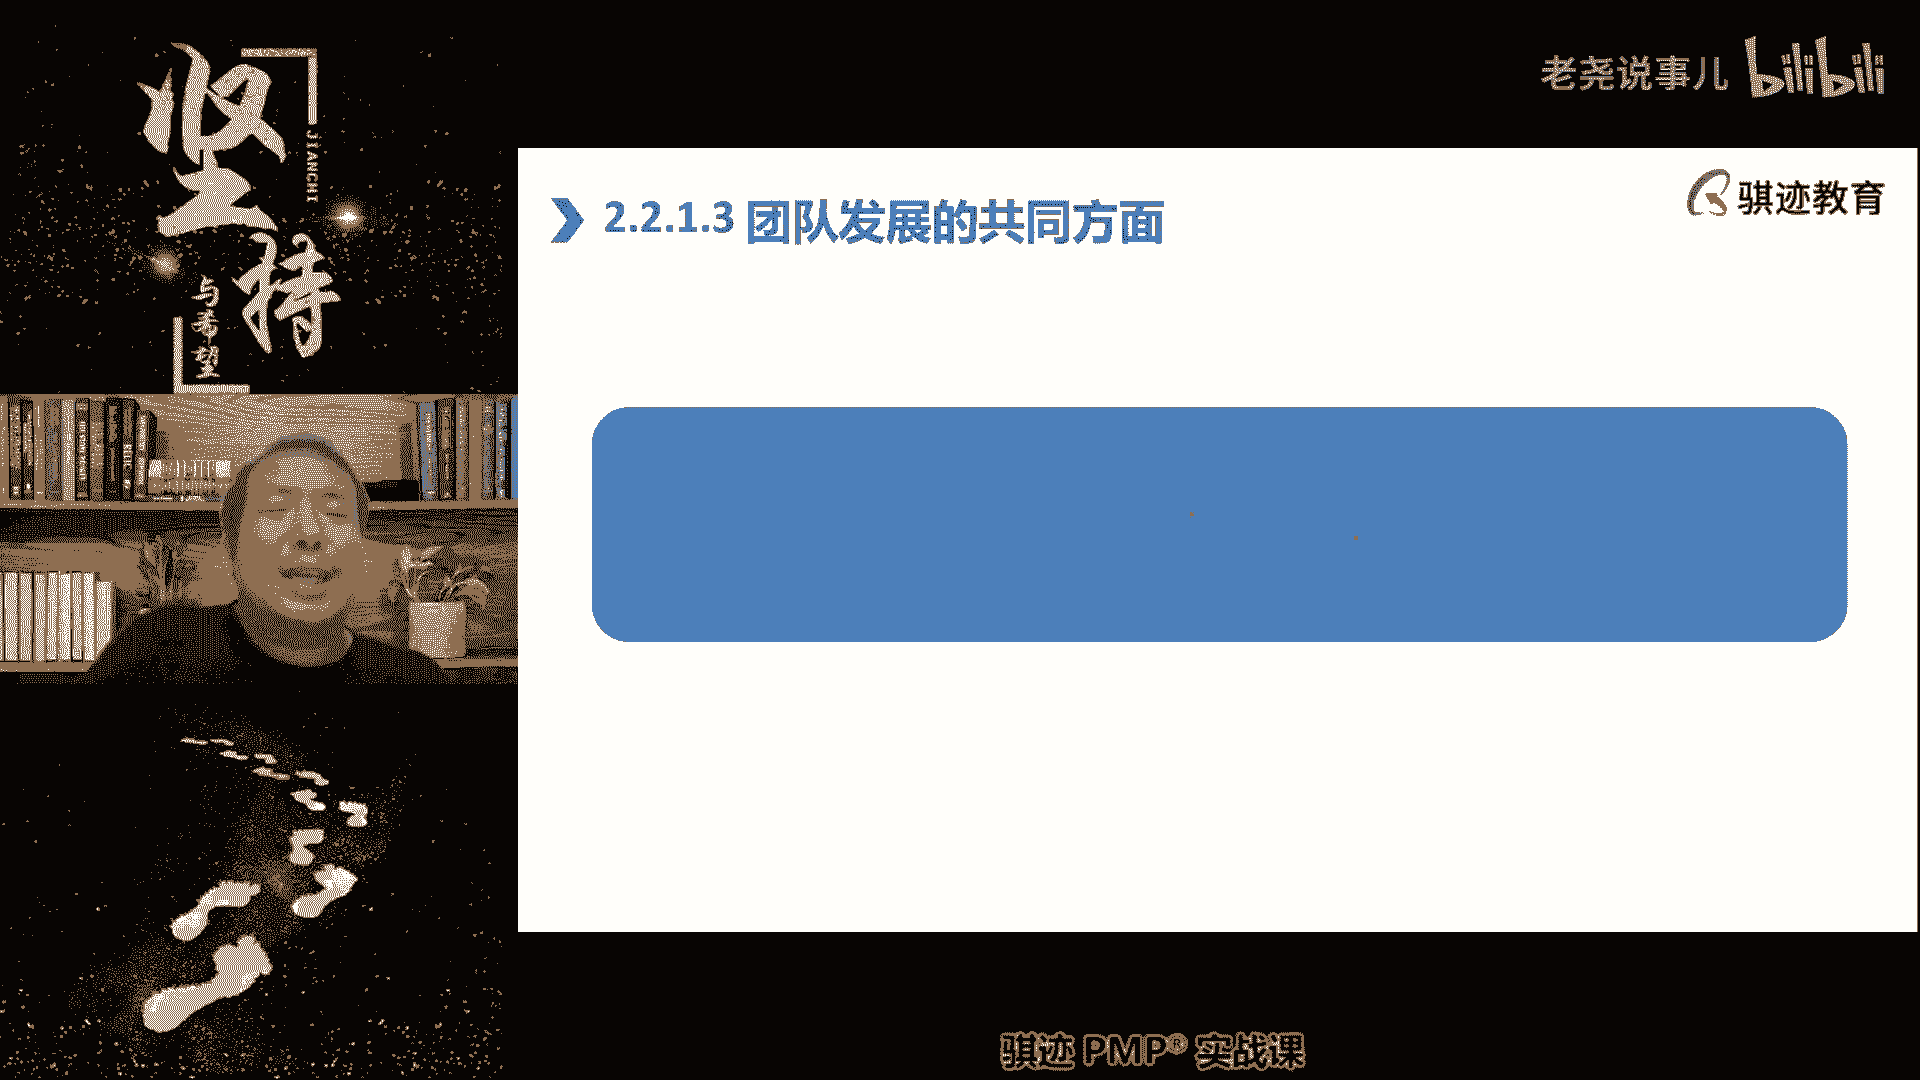 坚持
JIANCHI
与希望
老尧说事儿 bilibili
骐迹教育
2.2.1.3 团队发展的共同方面
骐迹 PMP® 实战课